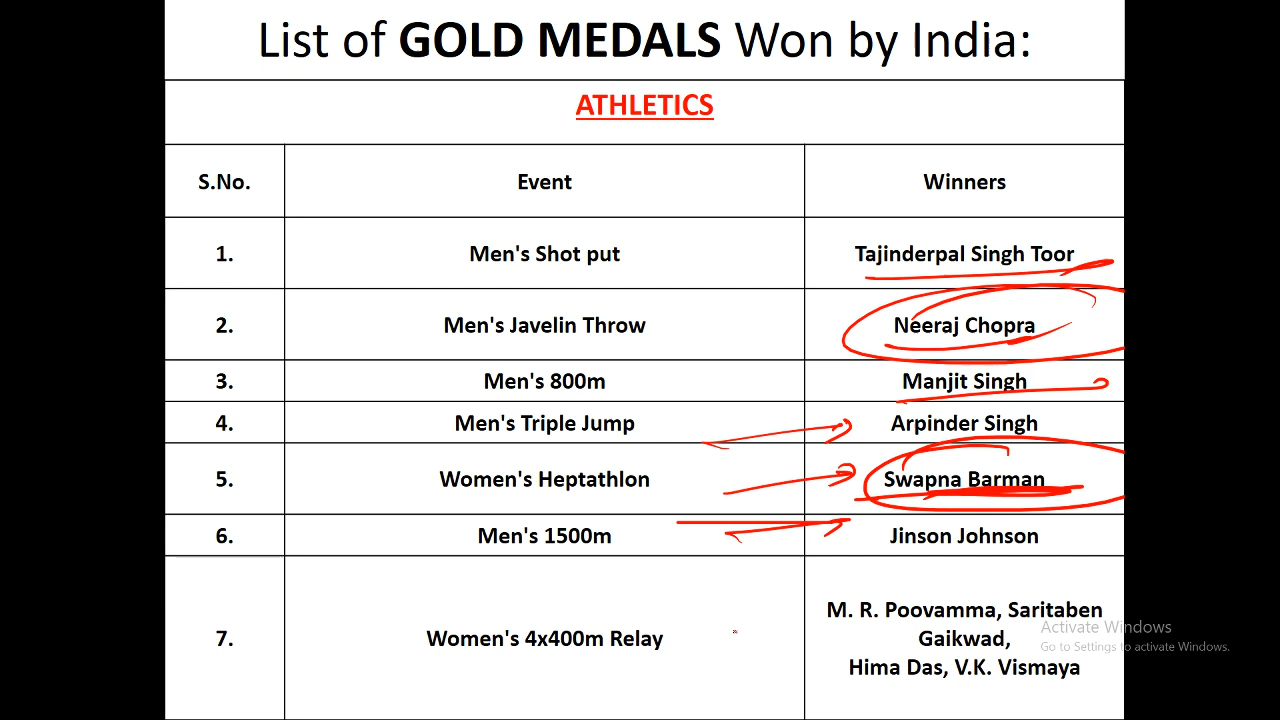 List of GOLD MEDALS Won by India:
ATHLETICS
S.No. Event Winners
1. Men's Shot put Tajinderpal Singh Toor
2. Men's Javelin Throw Neeraj Chopra
3. Men's 800m Manjit Singh
4. Men's Triple Jump Arpinder Singh
5. Women's Heptathlon Swapna Barman
6. Men's 1500m Jinson Johnson
7. Women's 4x400m Relay M. R. Poovamma, Saritaben
Gaikwad,
Hima Das, V.K. Vismaya
Activate Windows
Go to Settings to activate Windows.